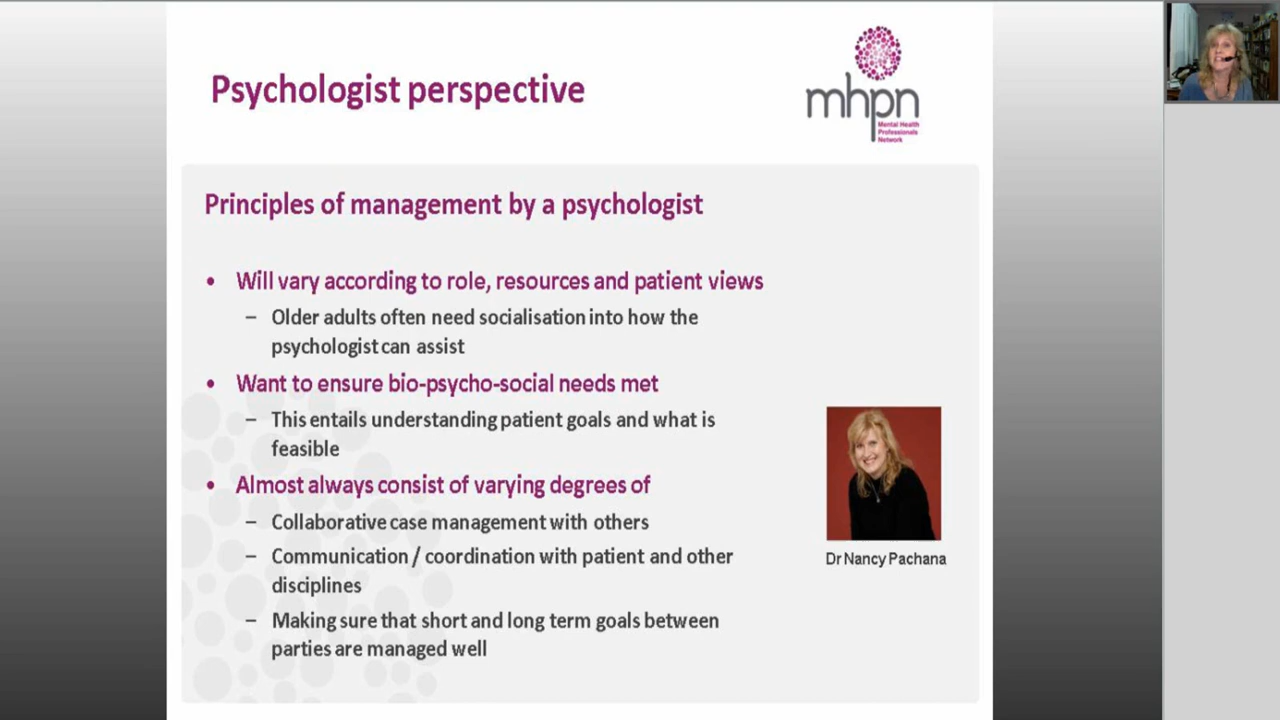 Psychologist perspective
mhpn
Mental Health
Professionals
Network
Principles of management by a psychologist
• Will vary according to role, resources and patient views
– Older adults often need socialisation into how the
psychologist can assist
• Want to ensure bio-psycho-social needs met
– This entails understanding patient goals and what is
feasible
• Almost always consist of varying degrees of
– Collaborative case management with others
– Communication / coordination with patient and other
disciplines
– Making sure that short and long term goals between
parties are managed well
Dr Nancy Pachana